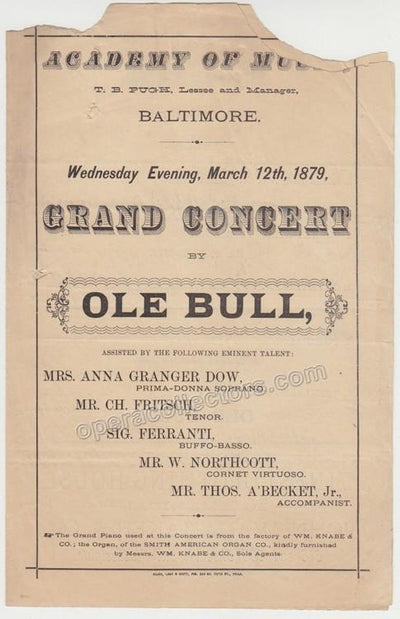 ACADEMY OF MUSIC
T. B. PUGH, Lessee and Manager,
BALTIMORE.
Wednesday Evening, March 12th, 1879,
GRAND CONCERT
BY
OLE BULL,
ASSISTED BY THE FOLLOWING EMINENT TALENT:
MRS. ANNA GRANGER DOW,
PRIMA-DONNA SOPRANO.
MR. CH. FRITSCH,
TENOR.
SIG. FERRANTI,
BUFFO-BASSO.
MR. W. NORTHCOTT,
CORNET VIRTUOSO.
MR. THOS. A'BECKET, Jr.,
ACCOMPANIST.
operacollectors.com
The Grand Piano used at this Concert is from the factory of WM. KNABE &
CO.; the Organ, of the SMITH AMERICAN ORGAN CO., kindly furnished
by Messrs. WM. KNABE & CO., Sole Agents.